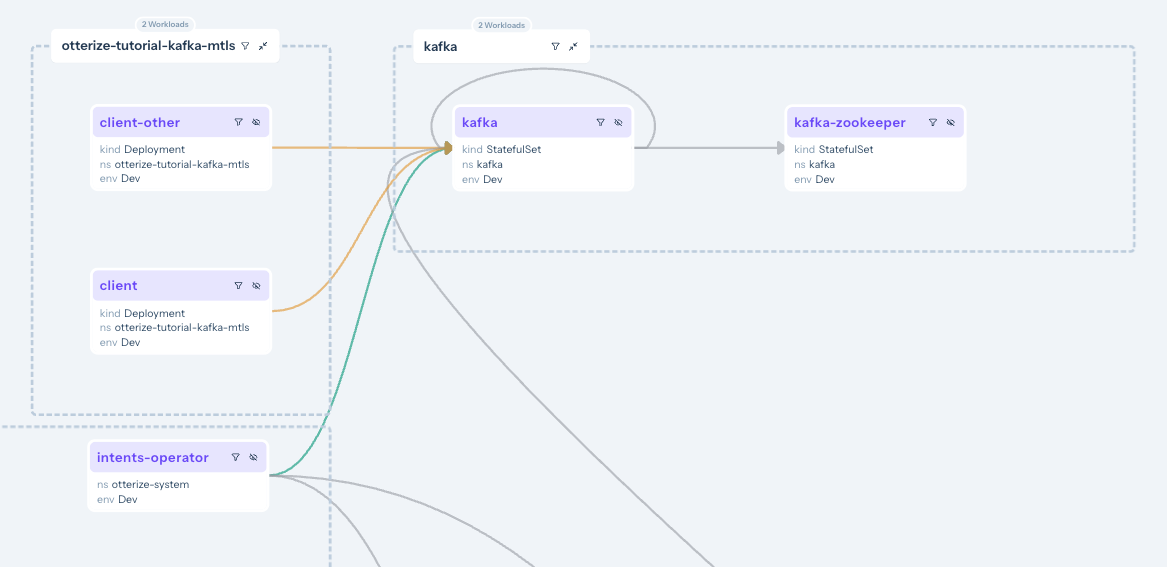 2 Workloads
otterize-tutorial-kafka-mtls
2 Workloads
kafka
client-other
kind Deployment
ns otterize-tutorial-kafka-mtls
env Dev
kafka
kind StatefulSet
ns kafka
env Dev
kafka-zookeeper
kind StatefulSet
ns kafka
env Dev
client
kind Deployment
ns otterize-tutorial-kafka-mtls
env Dev
intents-operator
ns otterize-system
env Dev